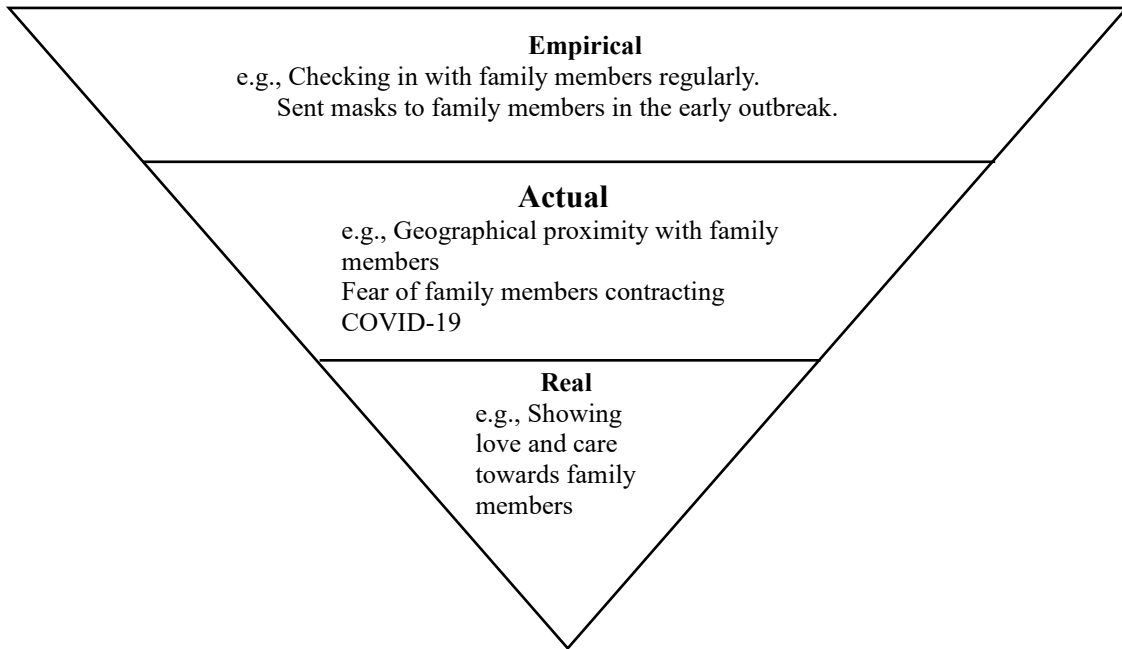 Empirical
e.g., Checking in with family members regularly.
Sent masks to family members in the early outbreak.
Actual
e.g., Geographical proximity with family
members
Fear of family members contracting
COVID-19
Real
e.g., Showing
love and care
towards family
members